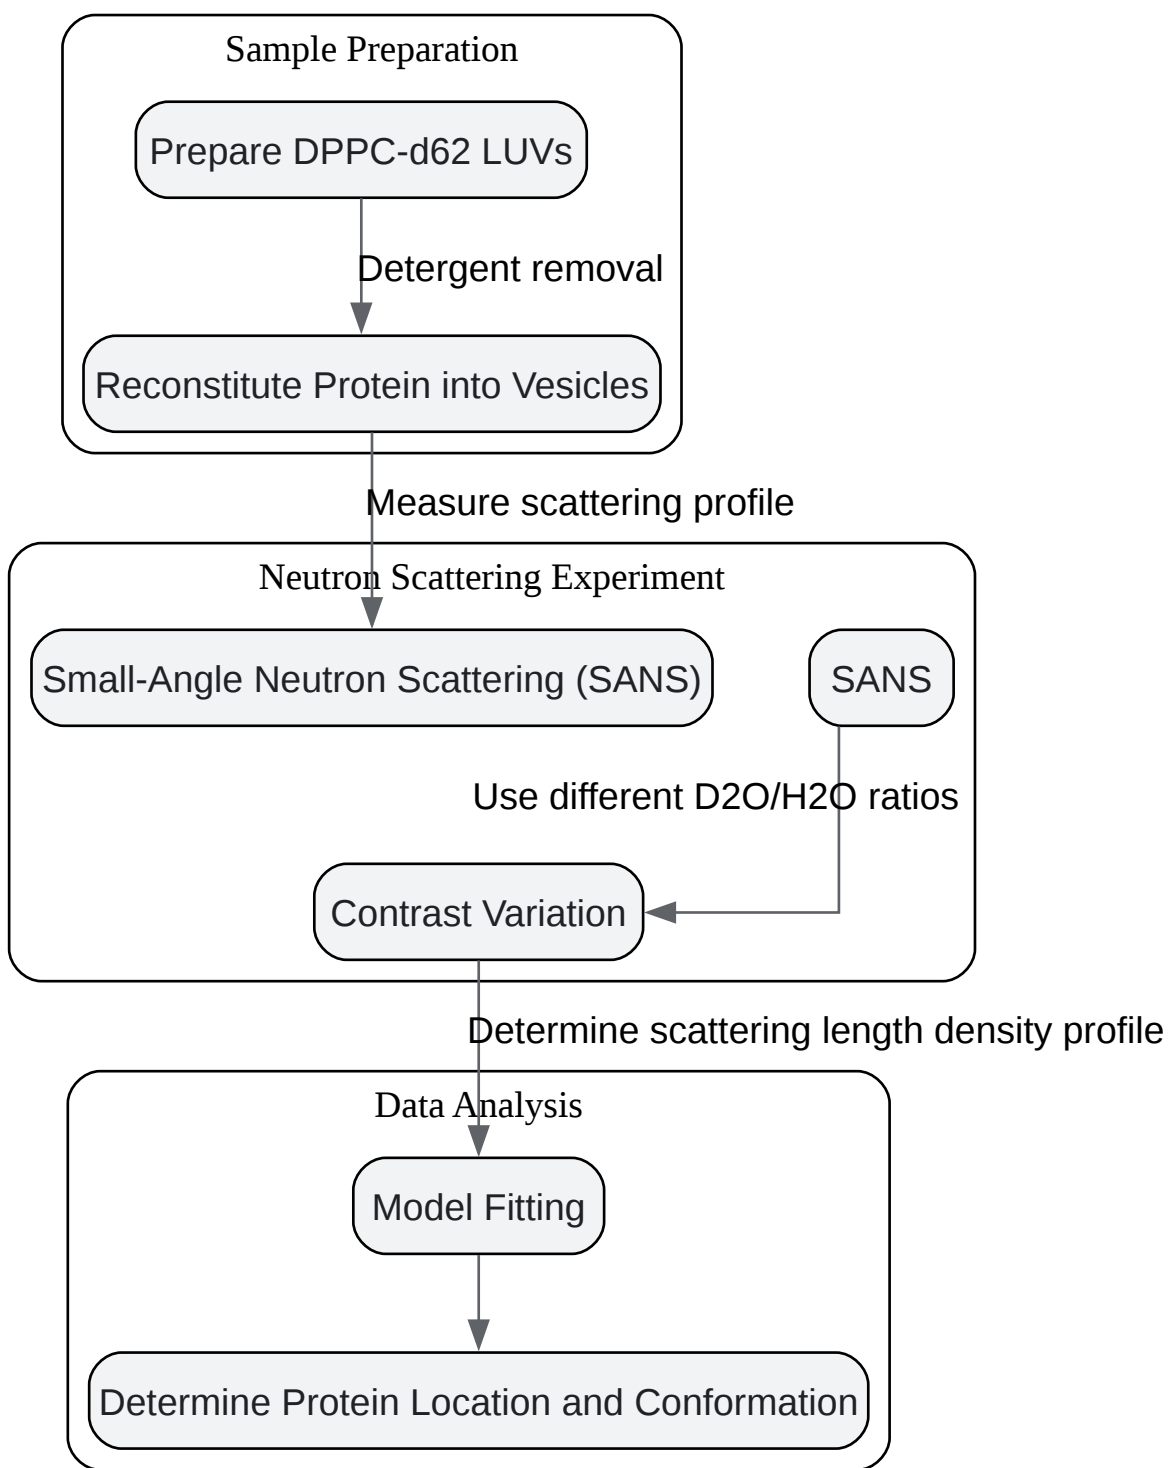 Sample Preparation
Prepare DPPC-d62 LUVs
Detergent removal
Reconstitute Protein into Vesicles
Measure scattering profile
Neutron Scattering Experiment
Small-Angle Neutron Scattering (SANS)
SANS
Use different D2O/H2O ratios
Contrast Variation
Determine scattering length density profile
Data Analysis
Model Fitting
Determine Protein Location and Conformation